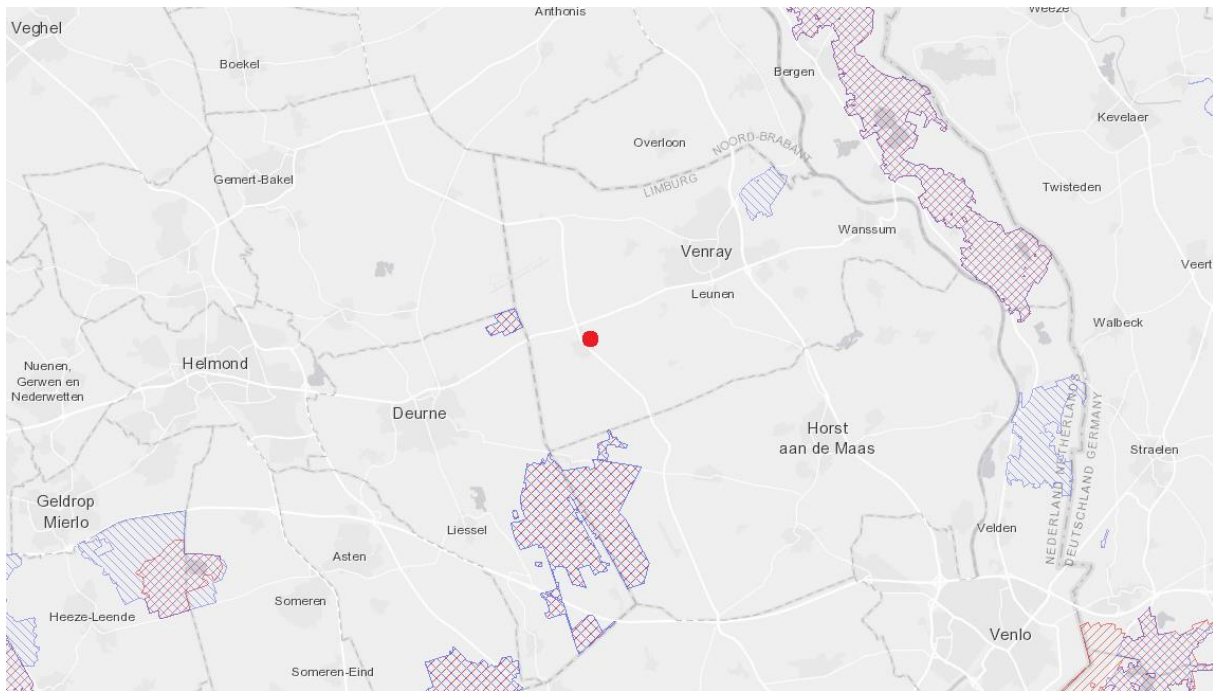 Anthonis
Weeze
Veghel
Boekel
Bergen
Kevelaer
Overloon
NOORD-BRABANT
LIMBURG
Gemert-Bakel
Twisteden
Wanssum
Venray
Veert
Leunen
Walbeck
Helmond
Nuenen,
Gerwen en
Nederwetten
Deurne
Horst
aan de Maas
NEDERLAND NETHERLANDS
DEUTSCHLAND GERMANY
Straelen
Geldrop
Mierlo
Liessel
Velden
Asten
Someren
Heeze-Leende
Venlo
Someren-Eind